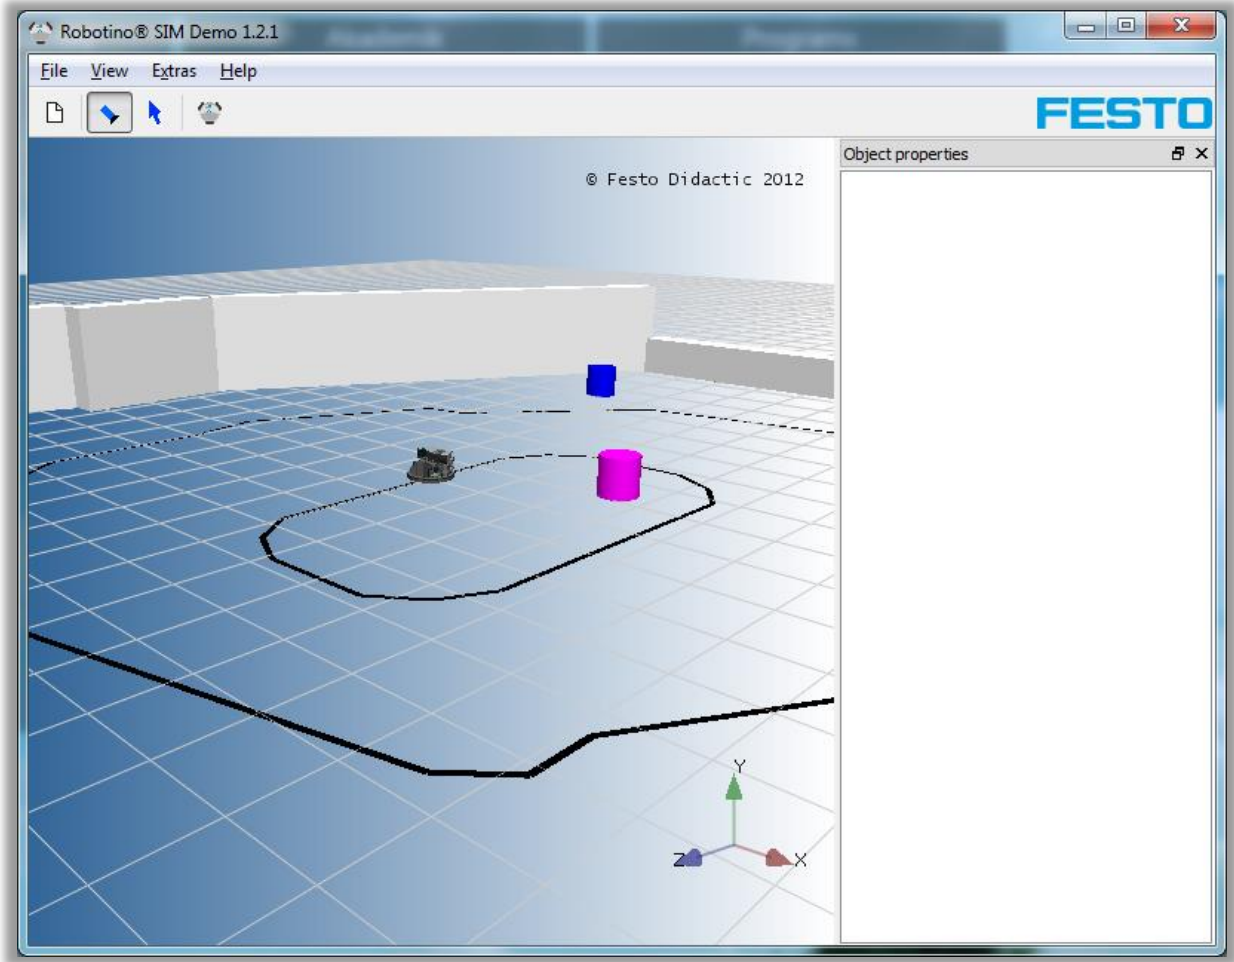 Robotino® SIM Demo 1.2.1
File View Extras Help
FESTO
Object properties
© Festo Didactic 2012
Y
Z
X